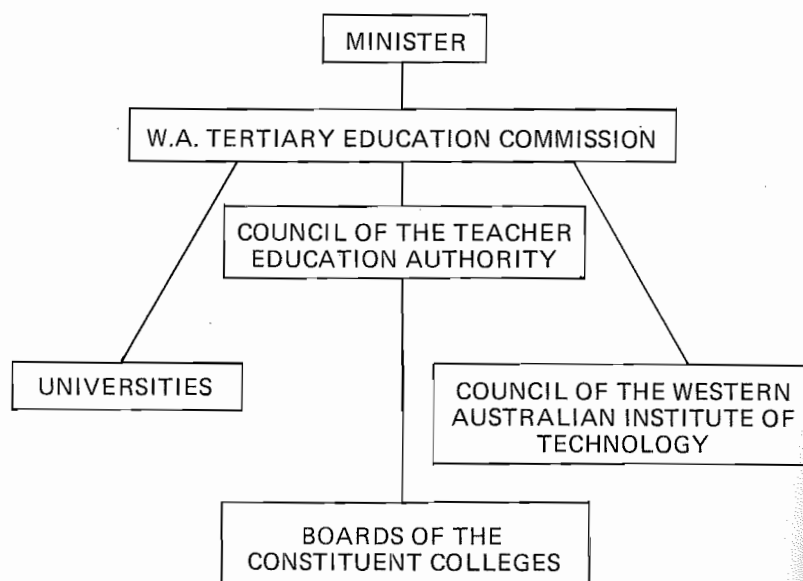 MINISTER
W.A. TERTIARY EDUCATION COMMISSION
COUNCIL OF THE TEACHER
EDUCATION AUTHORITY
UNIVERSITIES
COUNCIL OF THE WESTERN
AUSTRALIAN INSTITUTE OF
TECHNOLOGY
BOARDS OF THE
CONSTITUENT COLLEGES